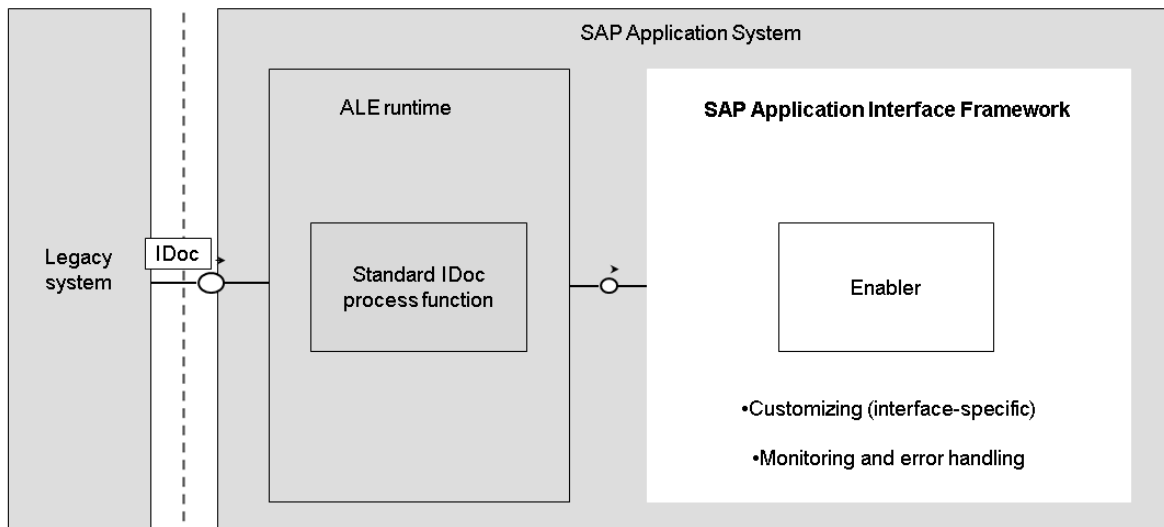 SAP Application System
ALE runtime
SAP Application Interface Framework
IDoc
Legacy
system
Standard IDoc
process function
Enabler
•Customizing (interface-specific)
•Monitoring and error handling